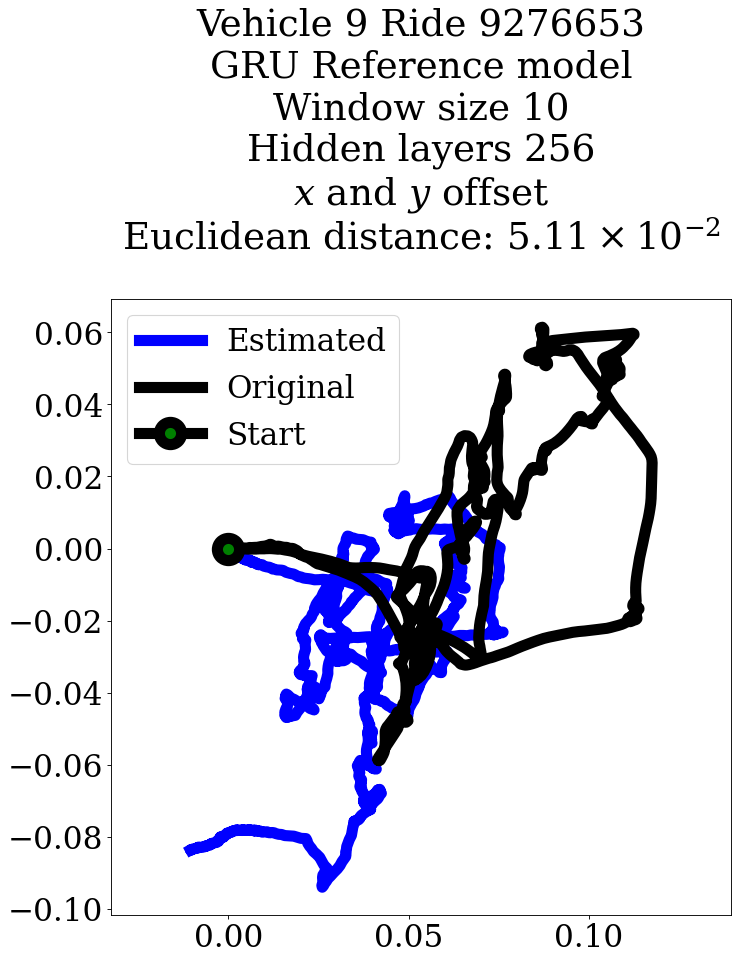 Vehicle 9 Ride 9276653
GRU Reference model
Window size 10
Hidden layers 256
x and y offset
Euclidean distance: 5.11 × 10⁻²
Estimated
Original
Start
0.06
0.04
0.02
0.00
−0.02
−0.04
−0.06
−0.08
−0.10
0.00 0.05 0.10